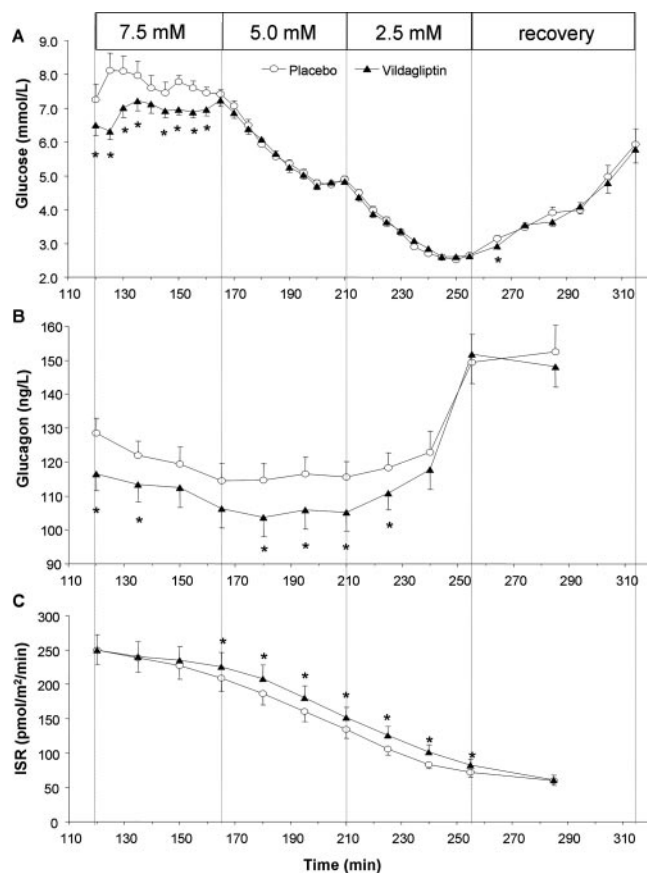 7.5 mM 5.0 mM 2.5 mM recovery
A
Placebo Vildagliptin
Glucose (mmol/L)
9.0
8.0
7.0
6.0
5.0
4.0
3.0
2.0
* * * * * * * * *
110 130 150 170 190 210 230 250 270 290 310
B
Glucagon (ng/L)
160
150
140
130
120
110
100
90
* * * * * *
110 130 150 170 190 210 230 250 270 290 310
C
ISR (pmol/m²/min)
300
250
200
150
100
50
0
* * * * * * *
110 130 150 170 190 210 230 250 270 290 310
Time (min)